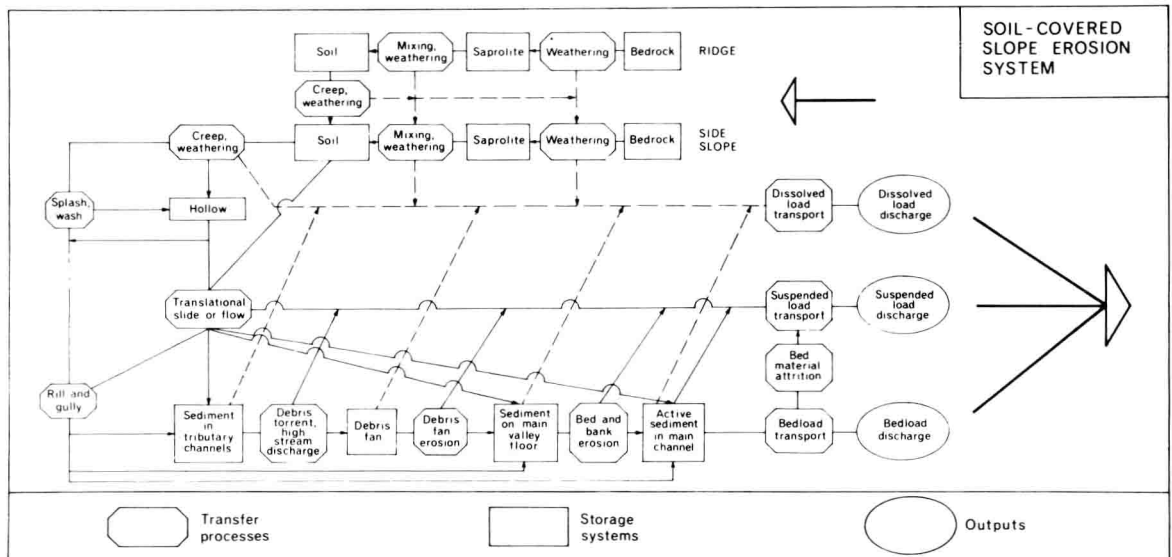 SOIL-COVERED
SLOPE EROSION
SYSTEM
Soil
Mixing,
weathering
Saprolite
Weathering
Bedrock
RIDGE
Creep,
weathering
Creep,
weathering
Soil
Mixing,
weathering
Saprolite
Weathering
Bedrock
SIDE
SLOPE
Splash,
wash
Hollow
Dissolved
load
transport
Dissolved
load
discharge
Translational
slide or flow
Suspended
load
transport
Suspended
load
discharge
Bed
material
attrition
Rill and
gully
Sediment
in
tributary
channels
Debris
torrent,
high
stream
discharge
Debris
fan
Debris
fan
erosion
Sediment
on main
valley
floor
Bed and
bank
erosion
Active
sediment
in main
channel
Bedload
transport
Bedload
discharge
Transfer
processes
Storage
systems
Outputs